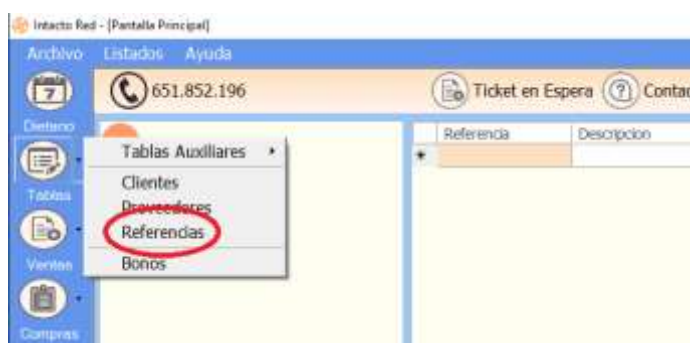 Intacto Red - [Pantalla Principal]
Archivo Listados Ayuda
7 651.852.196 Ticket en Espera ? Contac
Dietario
Referencia Descripcion
Tablas Auxiliares
Clientes
Tablas
Proveedores
Referencias
Ventas
Bonos
Compras